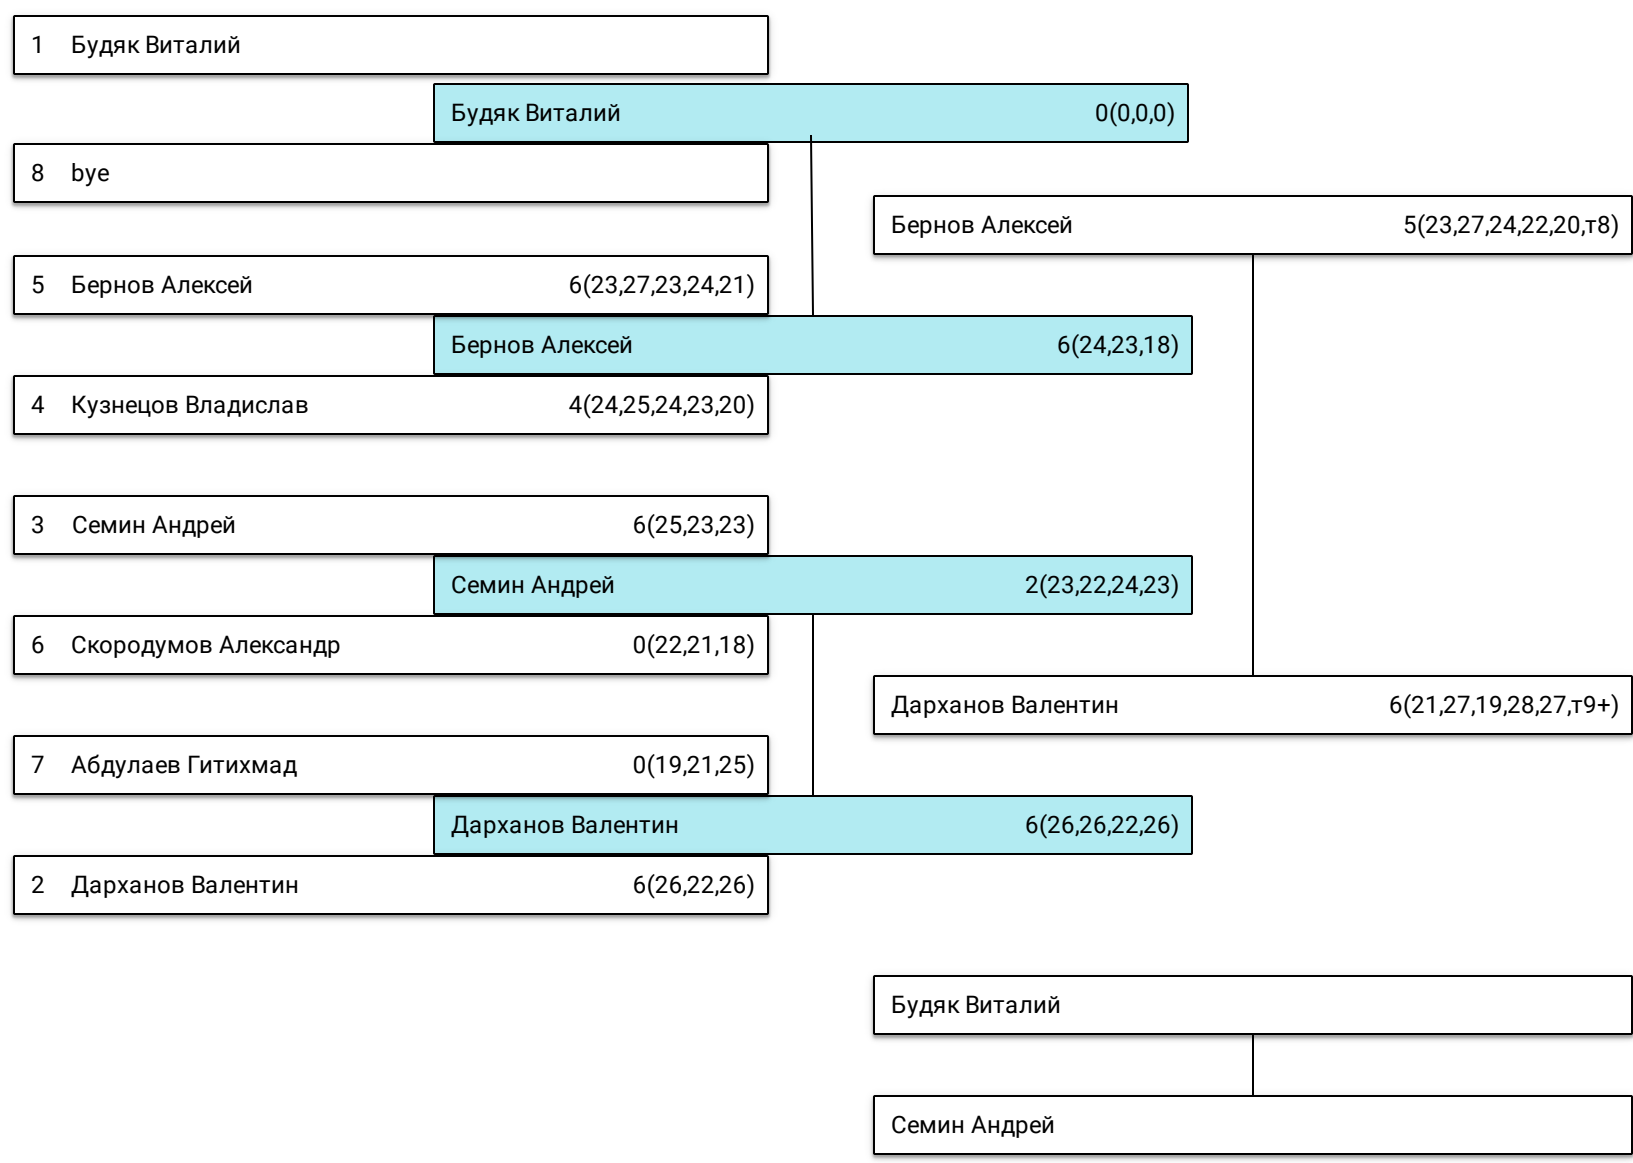 1 Будяк Виталий
Будяк Виталий 0(0,0,0)
8 bye
Бернов Алексей 5(23,27,24,22,20,т8)
5 Бернов Алексей 6(23,27,23,24,21)
Бернов Алексей 6(24,23,18)
4 Кузнецов Владислав 4(24,25,24,23,20)
3 Семин Андрей 6(25,23,23)
Семин Андрей 2(23,22,24,23)
6 Скородумов Александр 0(22,21,18)
Дарханов Валентин 6(21,27,19,28,27,т9+)
7 Абдулаев Гитихмад 0(19,21,25)
Дарханов Валентин 6(26,26,22,26)
2 Дарханов Валентин 6(26,22,26)
Будяк Виталий
Семин Андрей